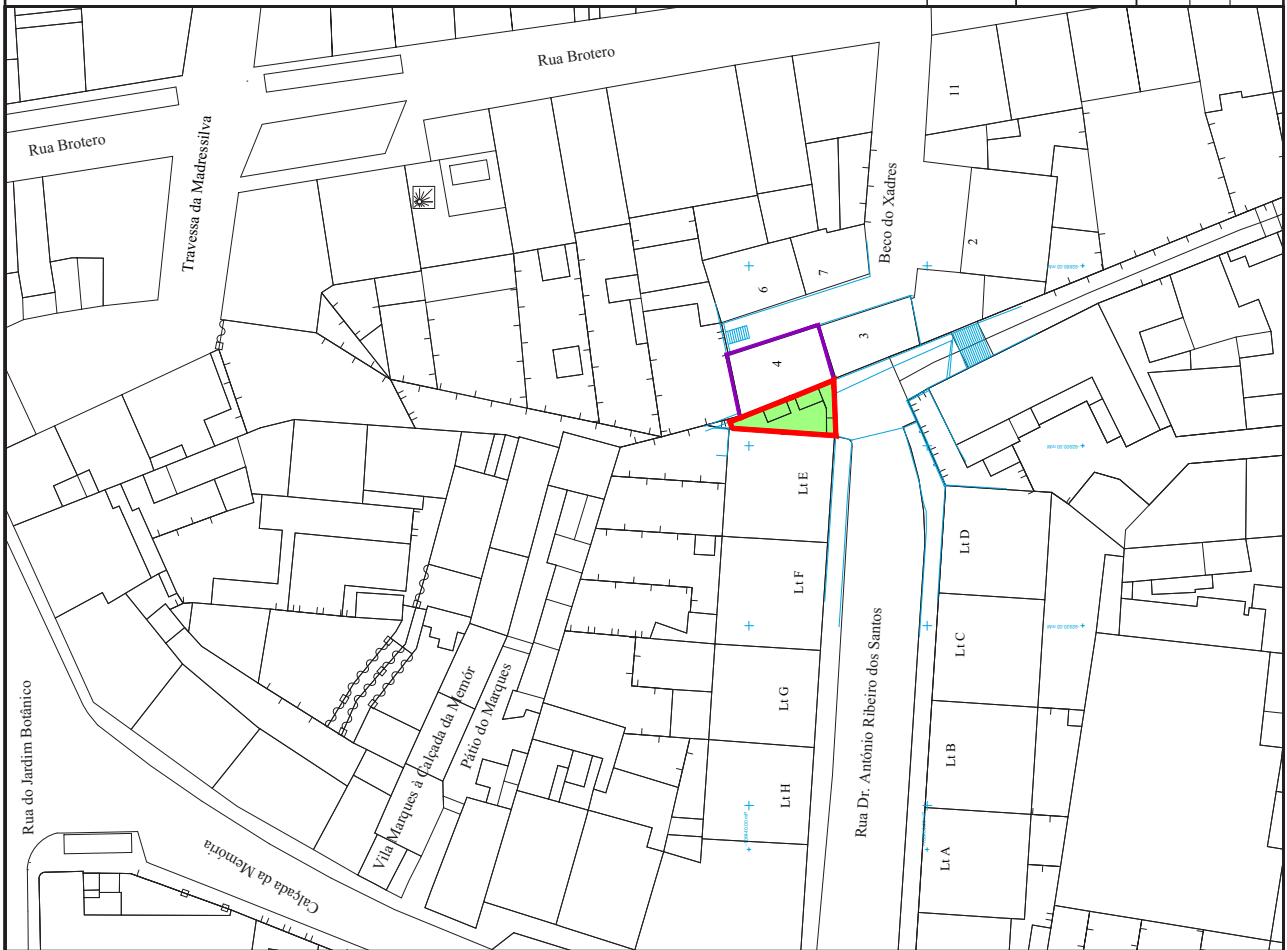 Rua Brotero
Rua Brotero
Travessa da Madressilva
11
Beco do Xadres
2
6
7
3
4
Lt E
Lt F
Lt G
Lt H
Lt D
Lt C
Lt B
Lt A
Rua Dr. António Ribeiro dos Santos
Vila Marques à Calçada da Memór
Pátio do Marques
Rua do Jardim Botânico
Calçada da Memória